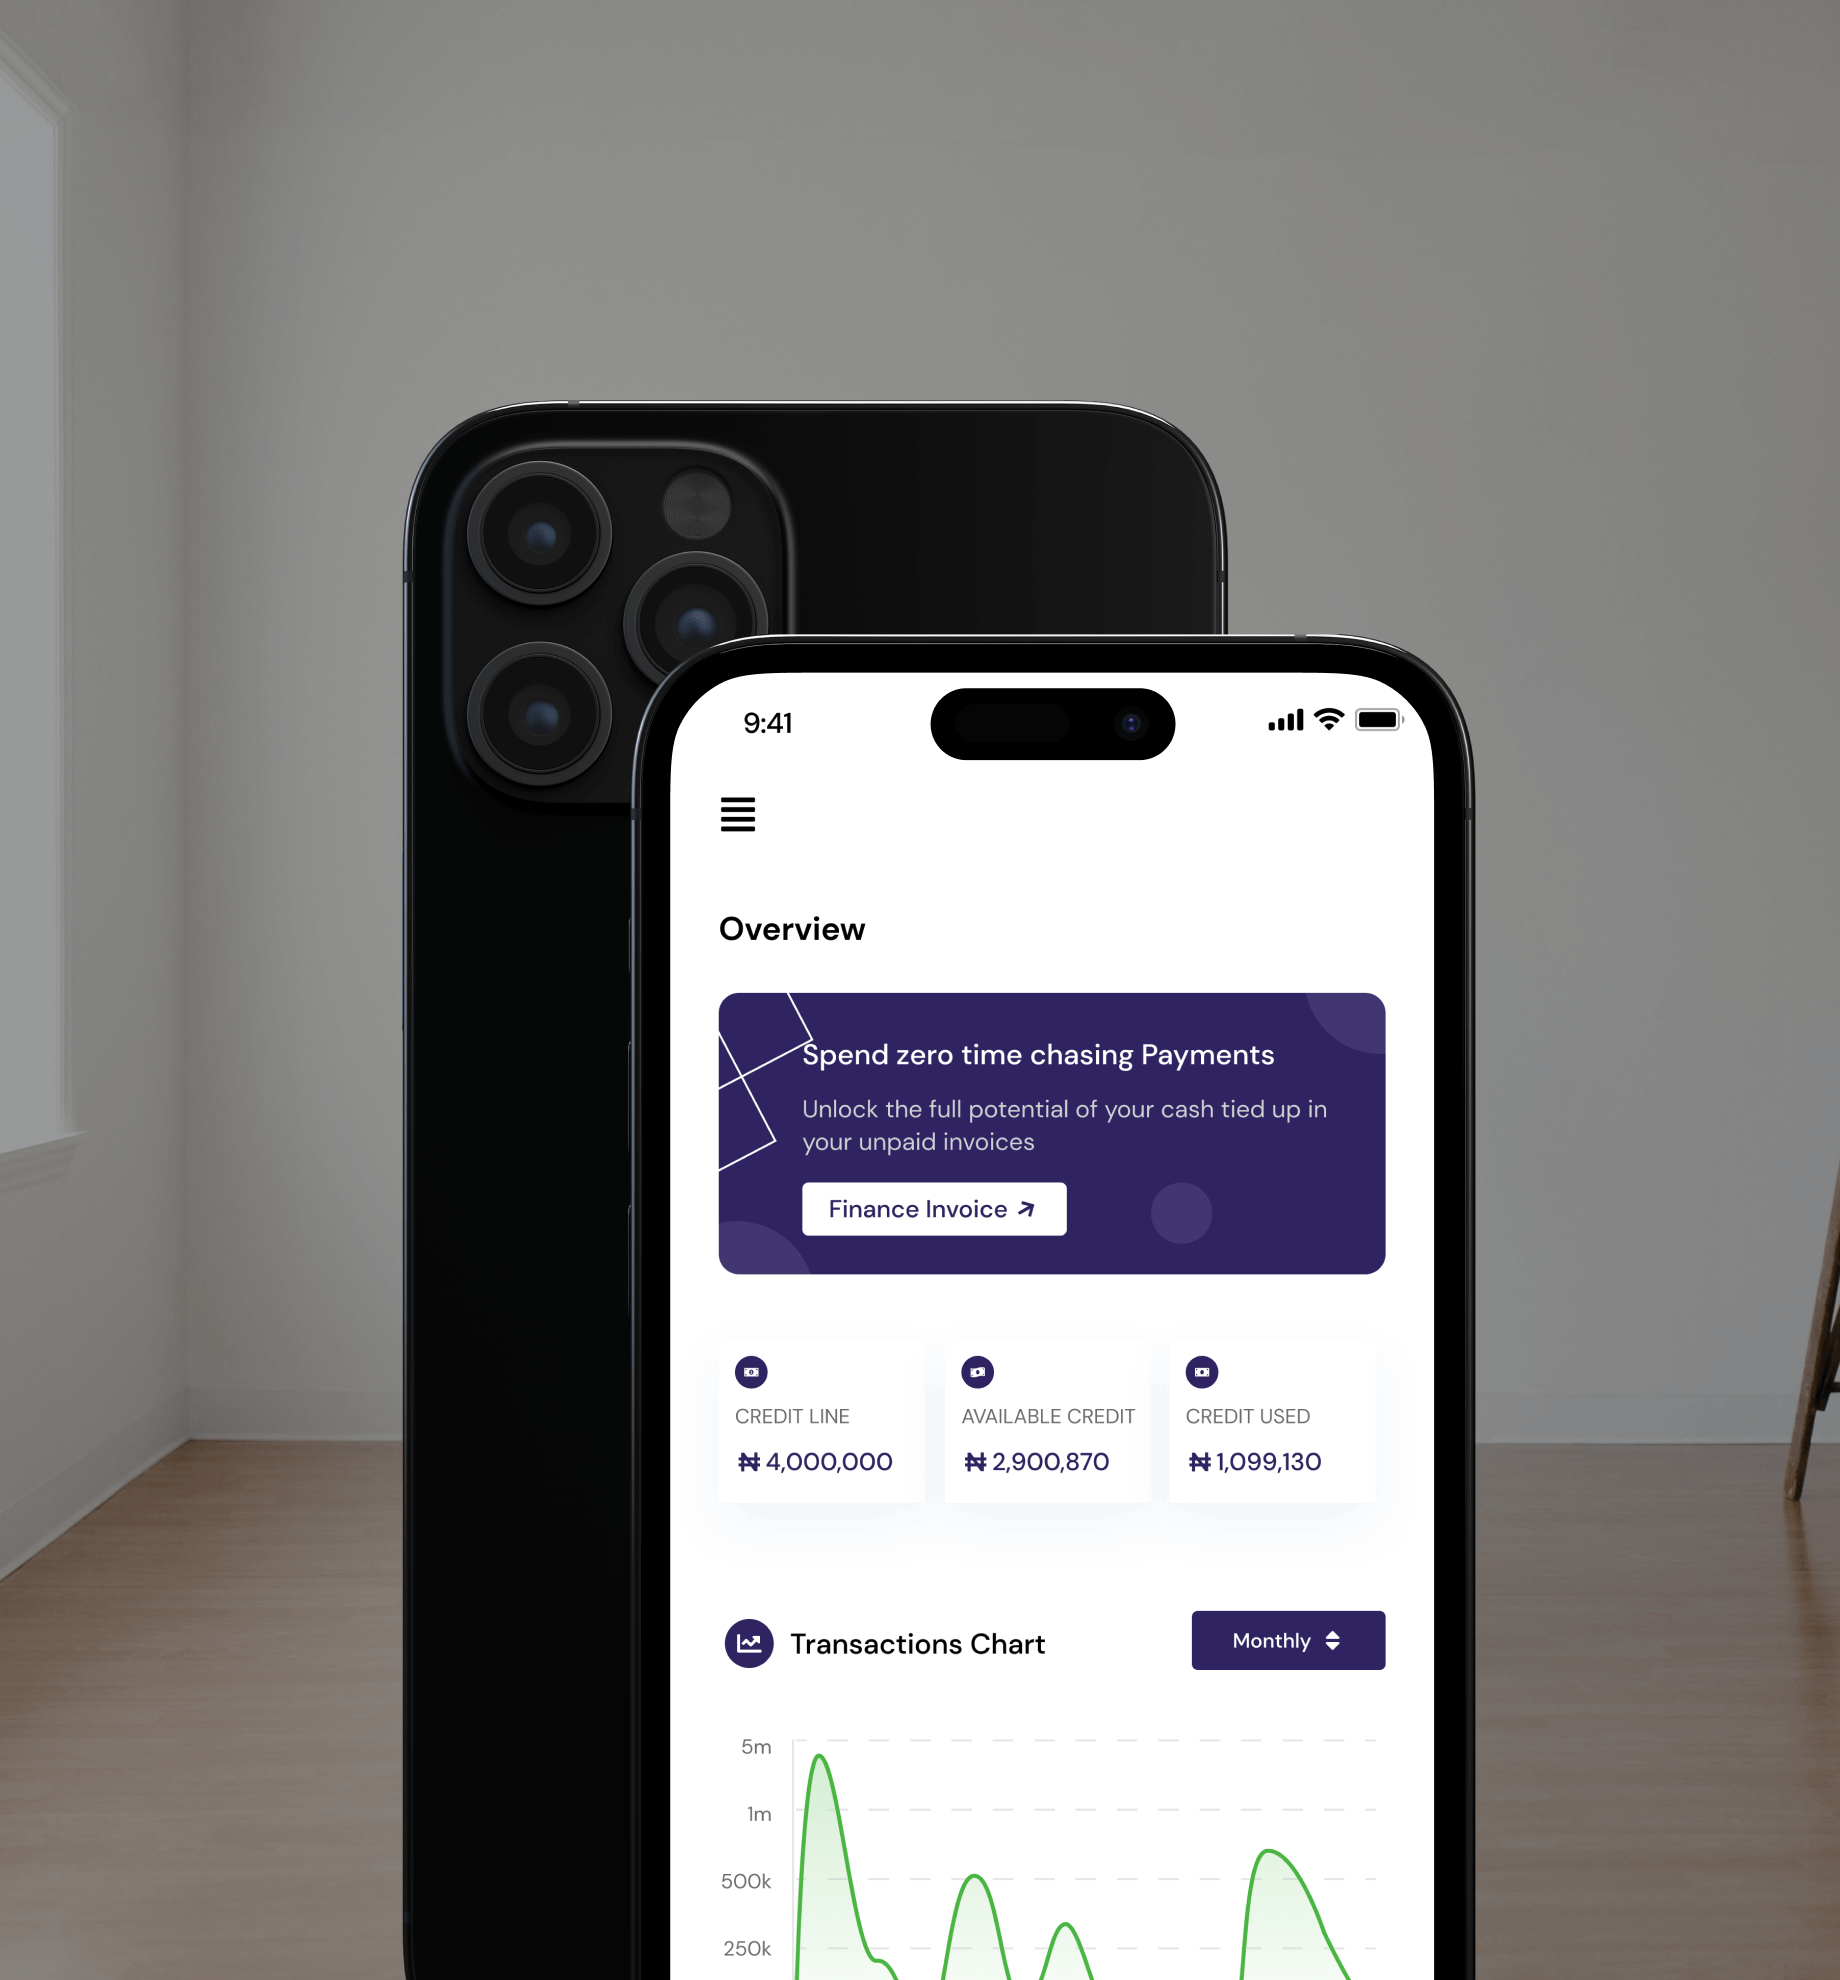 9:41
Overview
Spend zero time chasing Payments
Unlock the full potential of your cash tied up in
your unpaid invoices
Finance Invoice
CREDIT LINE
AVAILABLE CREDIT
CREDIT USED
₦ 4,000,000
₦ 2,900,870
₦ 1,099,130
Transactions Chart
Monthly
5m
1m
500k
250k